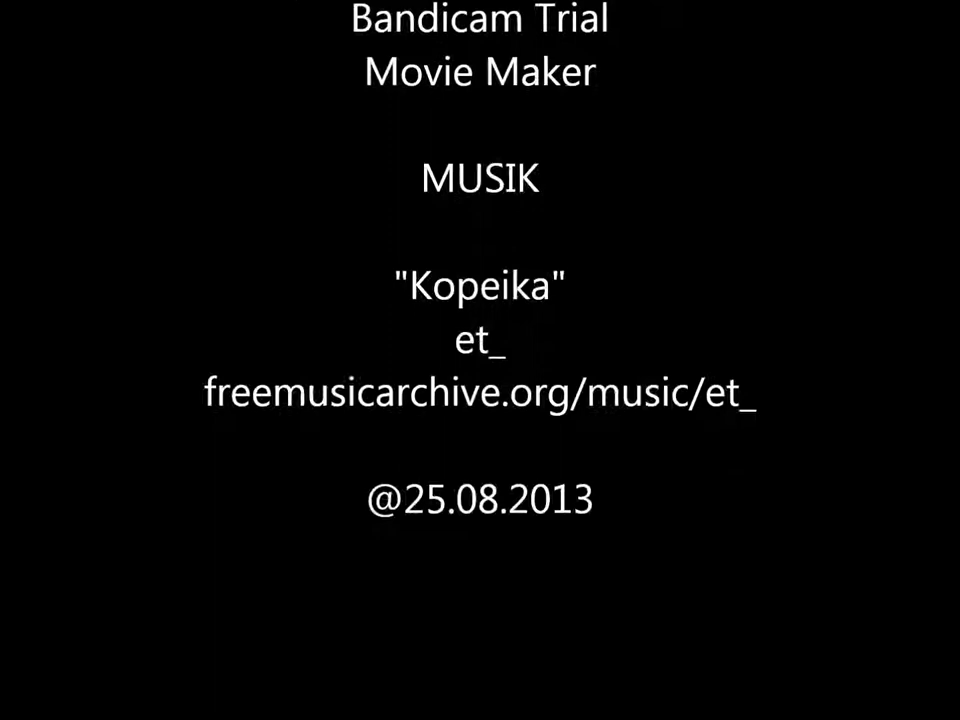 Bandicam Trial
Movie Maker
MUSIK
"Kopeika"
et_
freemusicarchive.org/music/et_
@25.08.2013